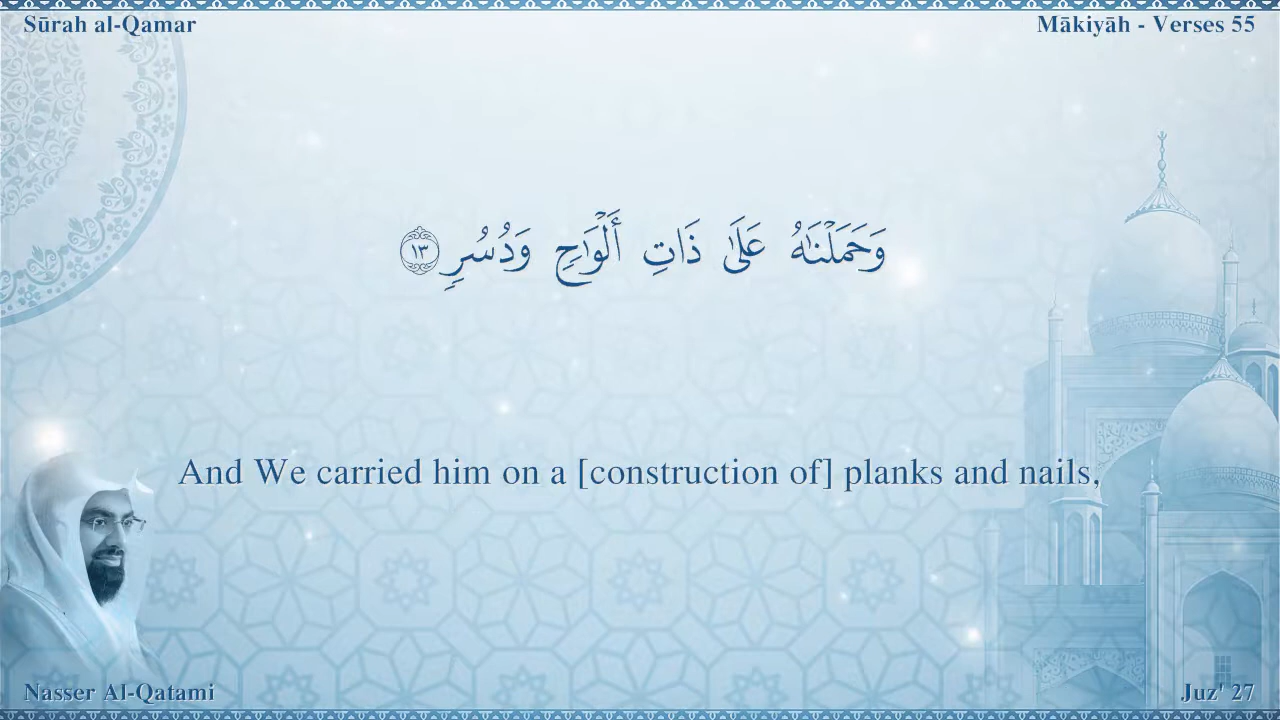 Sūrah al-Qamar
Mākiyāh - Verses 55
وَحَمَلْنَٰهُ عَلَىٰ ذَاتِ أَلْوَٰحٍ وَدُسُرٍ ١٣
And We carried him on a [construction of] planks and nails,
Nasser Al-Qatami
Juz' 27